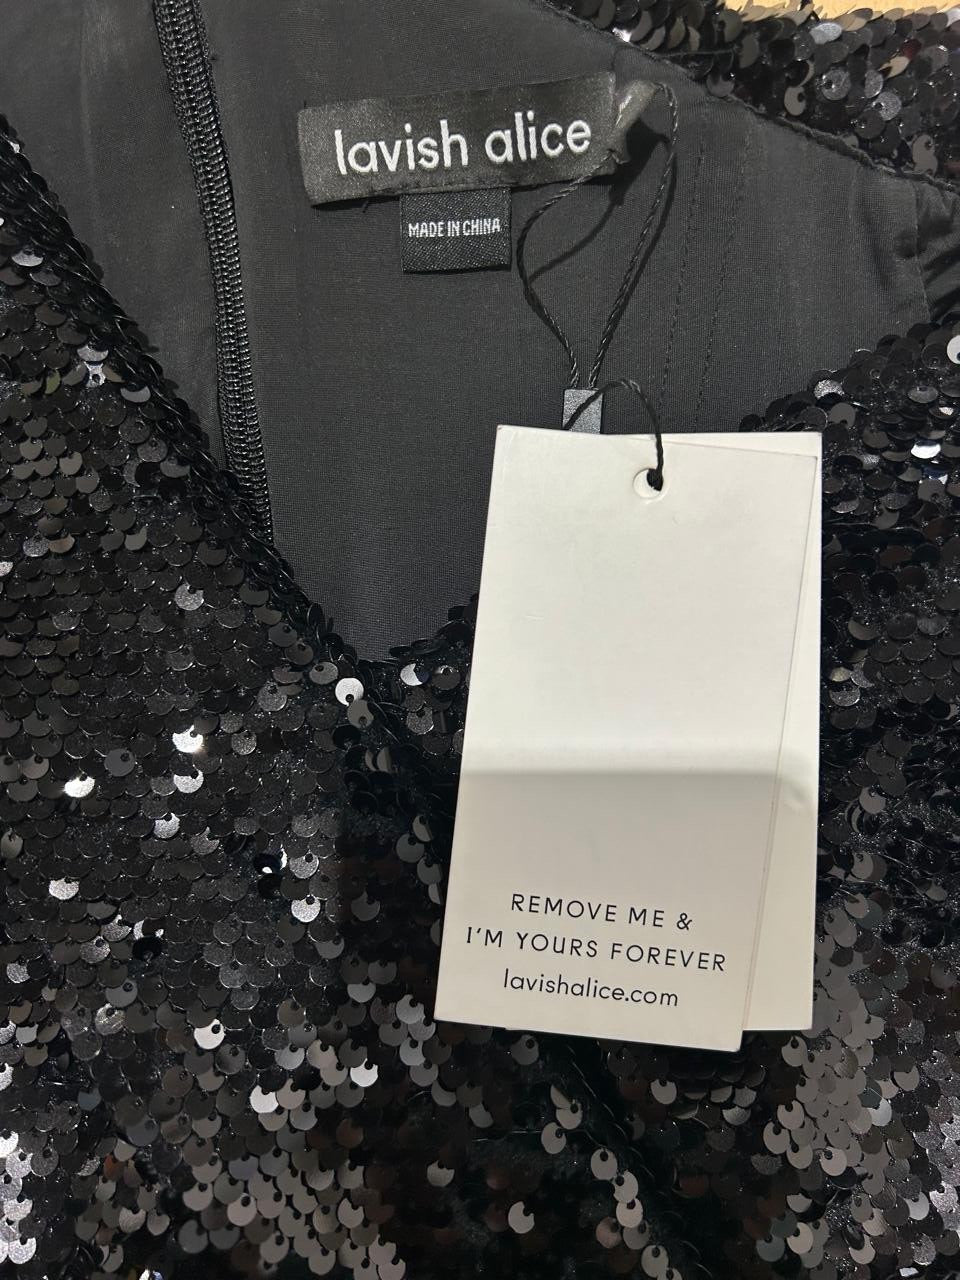 lavish alice
MADE IN CHINA
REMOVE ME &
I'M YOURS FOREVER
lavishalice.com